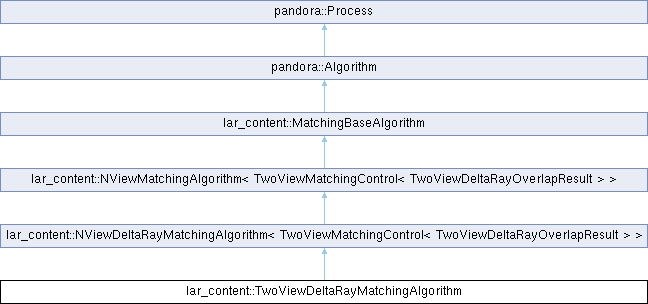 pandora::Process
pandora::Algorithm
lar_content::MatchingBaseAlgorithm
lar_content::NViewMatchingAlgorithm< TwoViewMatchingControl< TwoViewDeltaRayOverlapResult > >
lar_content::NViewDeltaRayMatchingAlgorithm< TwoViewMatchingControl< TwoViewDeltaRayOverlapResult > >
lar_content::TwoViewDeltaRayMatchingAlgorithm